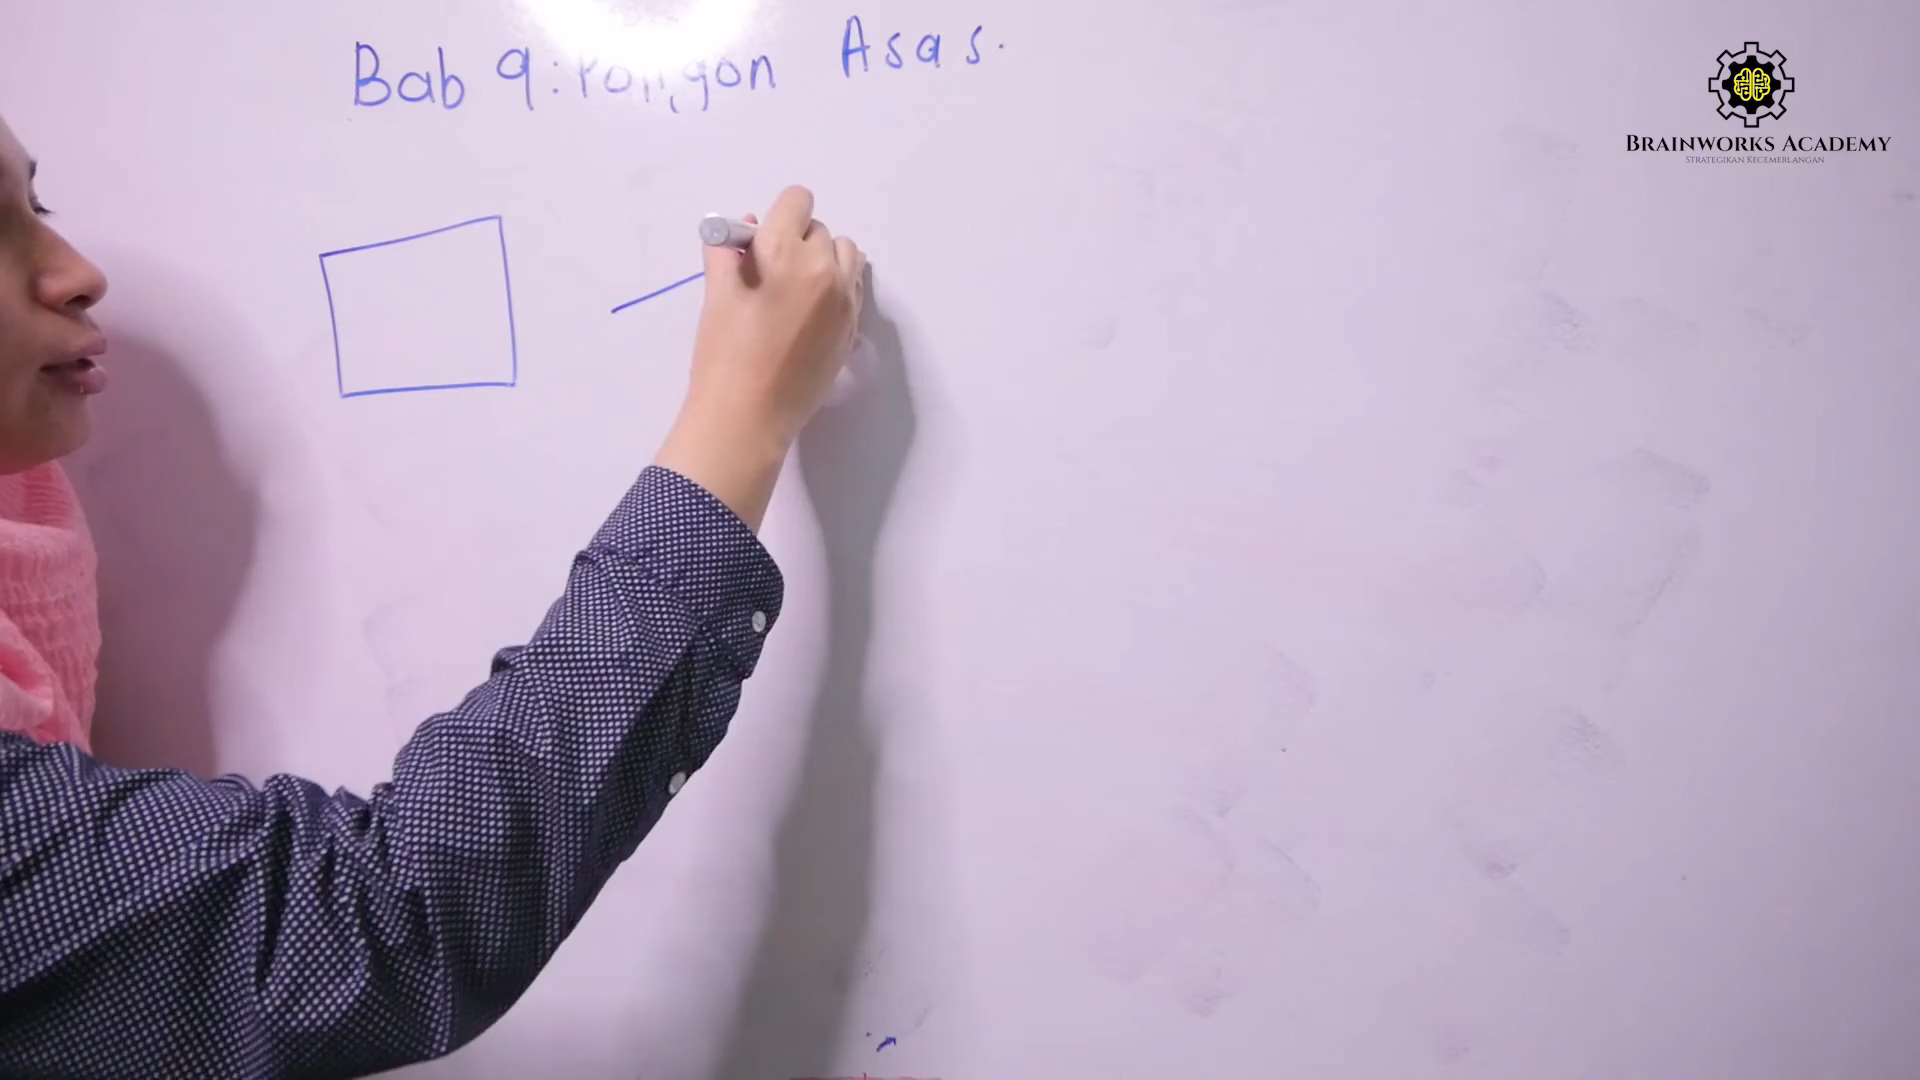 Bab 9: Poligon Asas.
BRAINWORKS ACADEMY
STRATEGIKAN KECEMERLANGAN